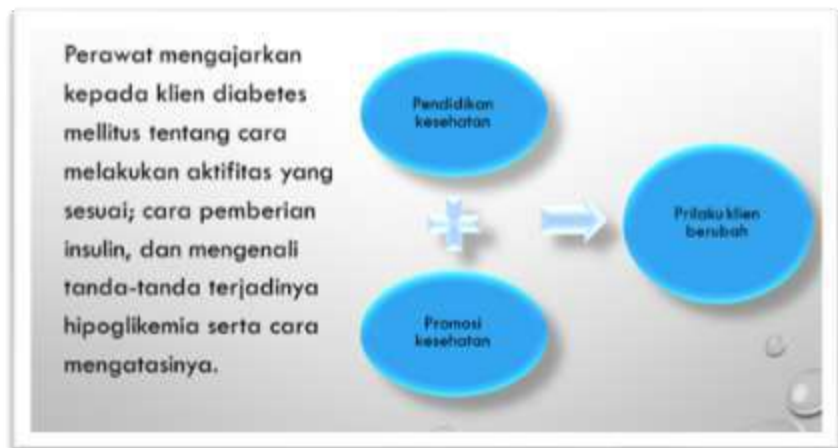 Perawat mengajarkan
kepada klien diabetes
mellitus tentang cara
melakukan aktifitas yang
sesuai; cara pemberian
insulin, dan mengenali
tanda-tanda terjadinya
hipoglikemia serta cara
mengatasinya.
Pendidikan
kesehatan
Promosi
kesehatan
Prilaku klien
berubah